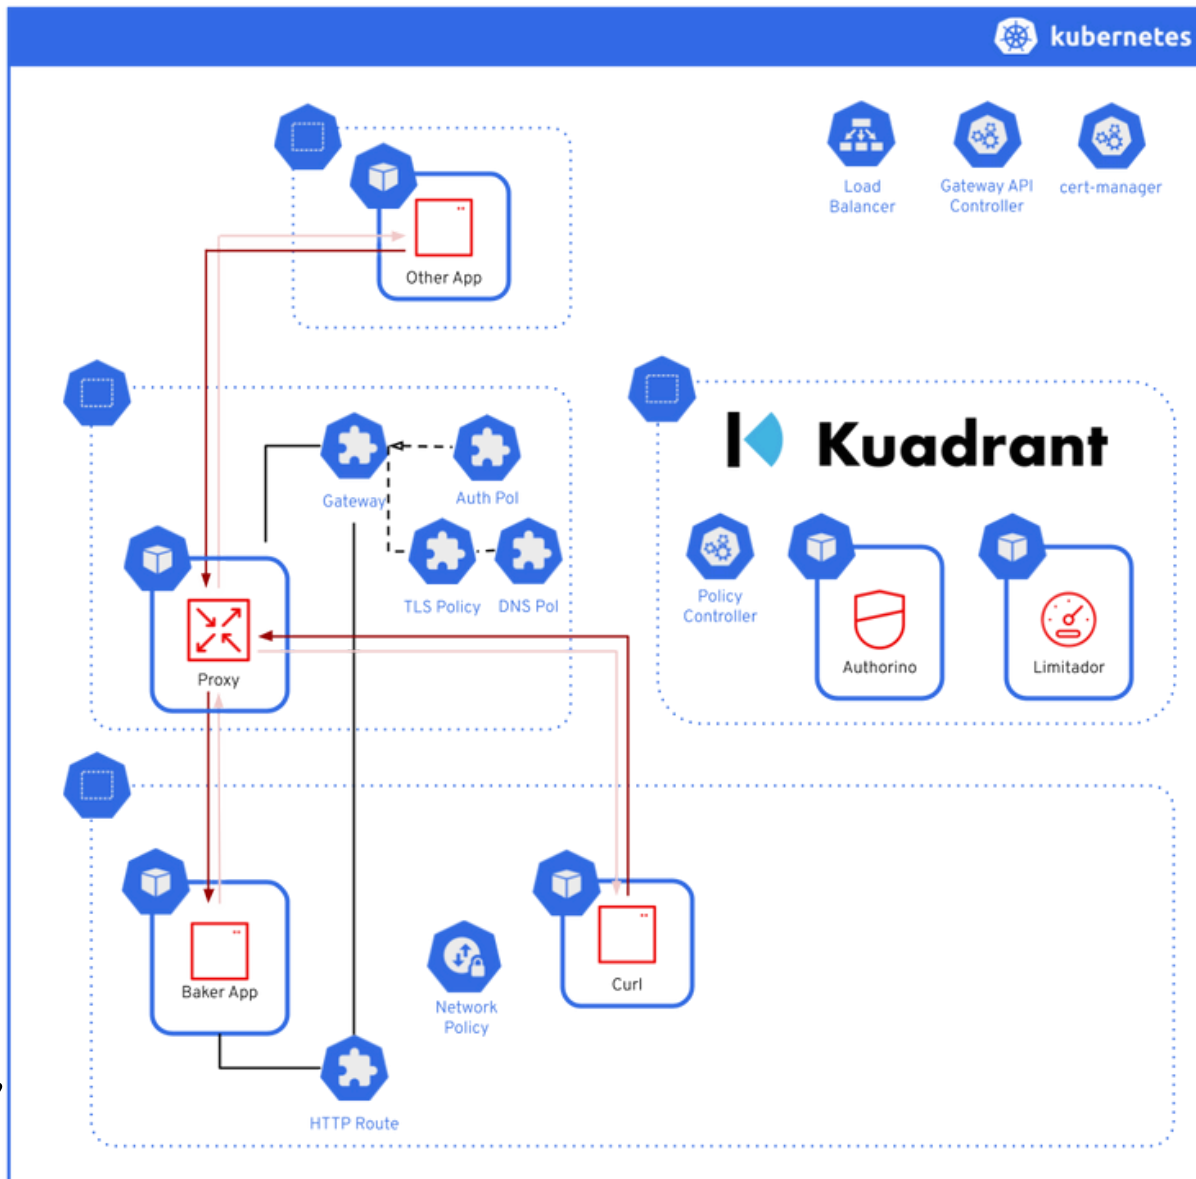 kubernetes
Load
Balancer
Gateway API
Controller
cert-manager
Other App
Gateway
Auth Pol
TLS Policy
DNS Pol
Proxy
Kuadrant
Policy
Controller
Authorino
Limitador
Baker App
Network
Policy
Curl
HTTP Route